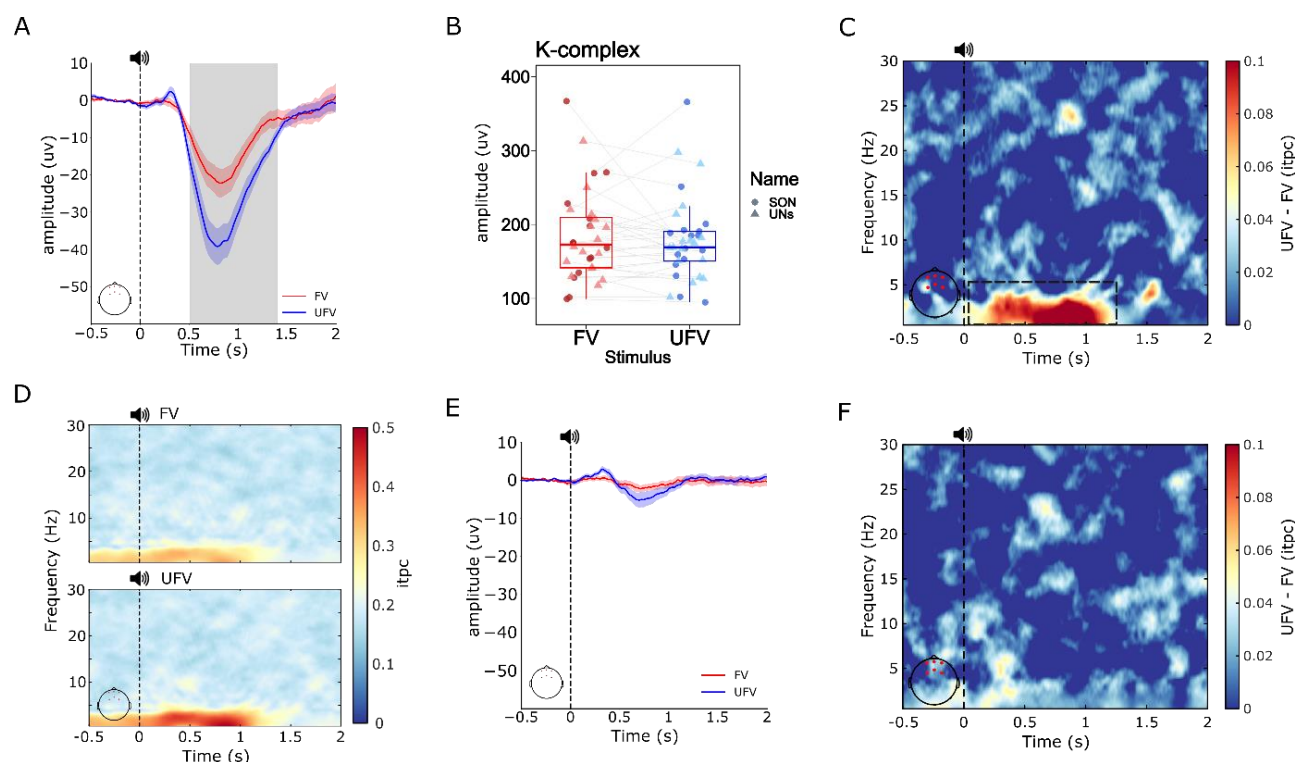 A
10
0
−10
−20
−30
−40
−50
amplitude (uv)
FV
UFV
−0.5
0
0.5
1
1.5
2
Time (s)
B
K-complex
400
300
200
100
amplitude (uv)
FV
UFV
Stimulus
Name
SON
UNs
C
30
25
20
15
10
5
Frequency (Hz)
-0.5
0
0.5
1
1.5
2
Time (s)
0.1
0.08
0.06
0.04
0.02
0
UFV - FV (itpc)
D
FV
30
15
5
UFV
30
15
5
Frequency (Hz)
-0.5
0
0.5
1
1.5
2
Time (s)
0.5
0.4
0.3
0.2
0.1
0
itpc
E
10
0
−10
−20
−30
−40
−50
amplitude (uv)
FV
UFV
−0.5
0
0.5
1
1.5
2
Time (s)
F
30
25
20
15
10
5
Frequency (Hz)
-0.5
0
0.5
1
1.5
2
Time (s)
0.1
0.08
0.06
0.04
0.02
0
UFV - FV (itpc)